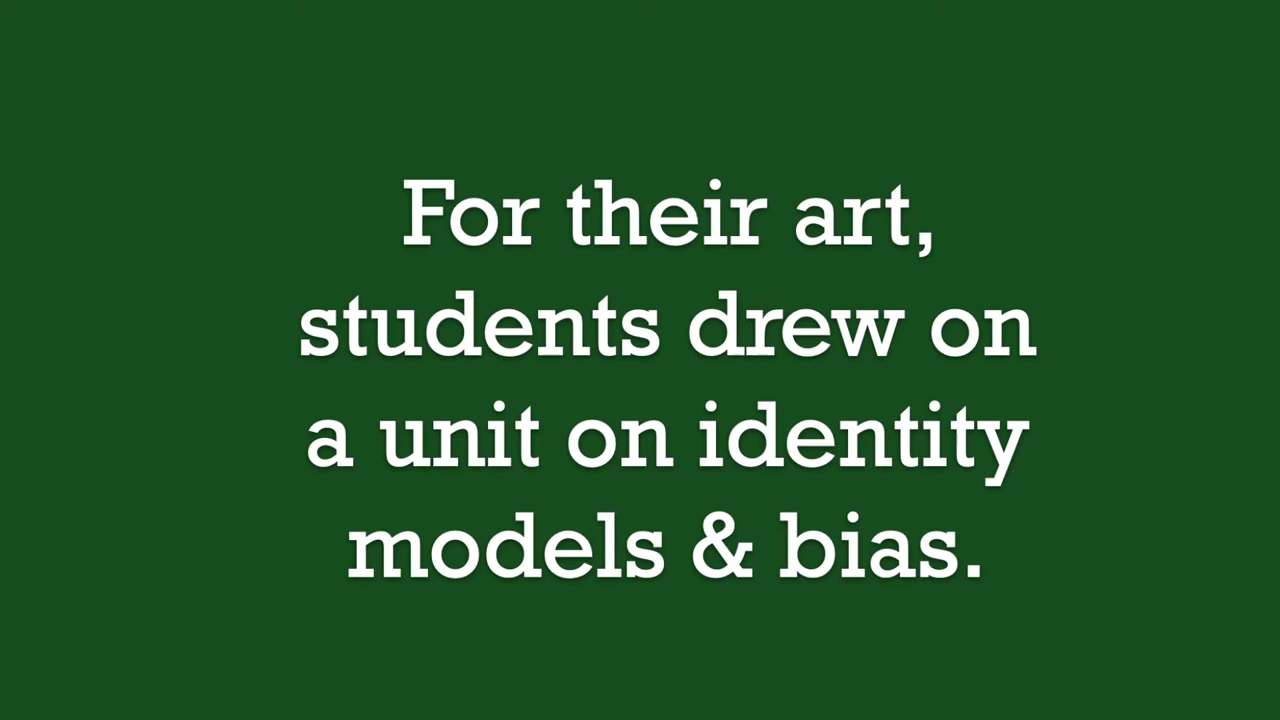 For their art,
students drew on
a unit on identity
models & bias.